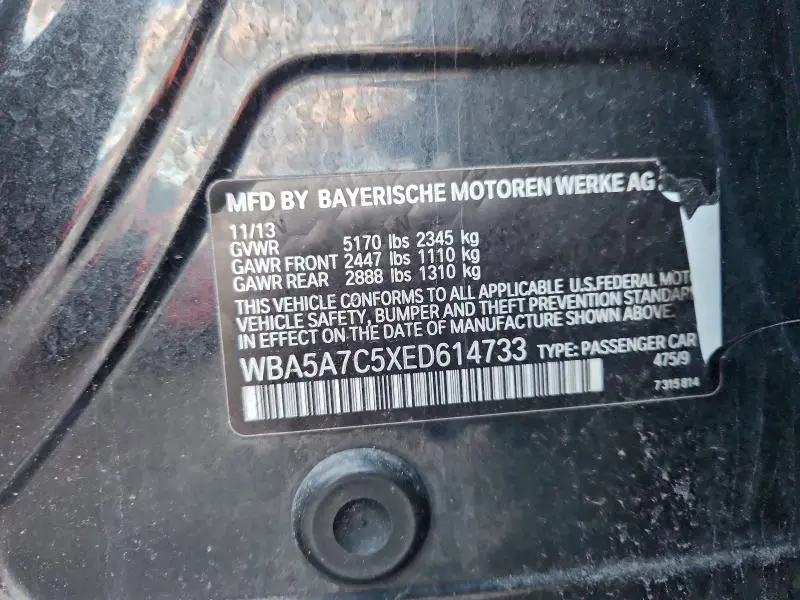 MFD BY BAYERISCHE MOTOREN WERKE AG
11/13
GVWR 5170 lbs 2345 kg
GAWR FRONT 2447 lbs 1110 kg
GAWR REAR 2888 lbs 1310 kg
THIS VEHICLE CONFORMS TO ALL APPLICABLE U.S.FEDERAL MOT
VEHICLE SAFETY, BUMPER AND THEFT PREVENTION STANDAR
IN EFFECT ON THE DATE OF MANUFACTURE SHOWN ABOVE.
WBA5A7C5XED614733 TYPE: PASSENGER CAR
475/9
7315814